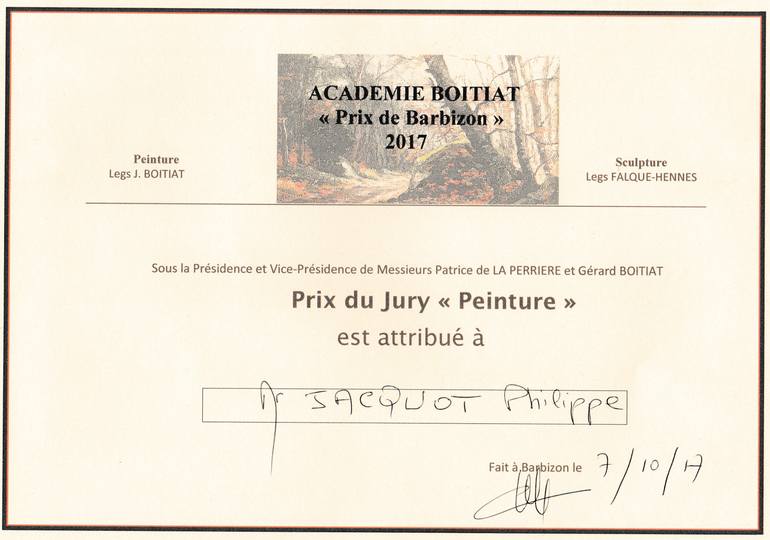 ACADEMIE BOITIAT
« Prix de Barbizon »
2017
Peinture
Legs J. BOITIAT
Sculpture
Legs FALQUE-HENNES
Sous la Présidence et Vice-Présidence de Messieurs Patrice de LA PERRIERE et Gérard BOITIAT
Prix du Jury « Peinture »
est attribué à
Mr JACQUOT Philippe
Fait à Barbizon le 7/10/17